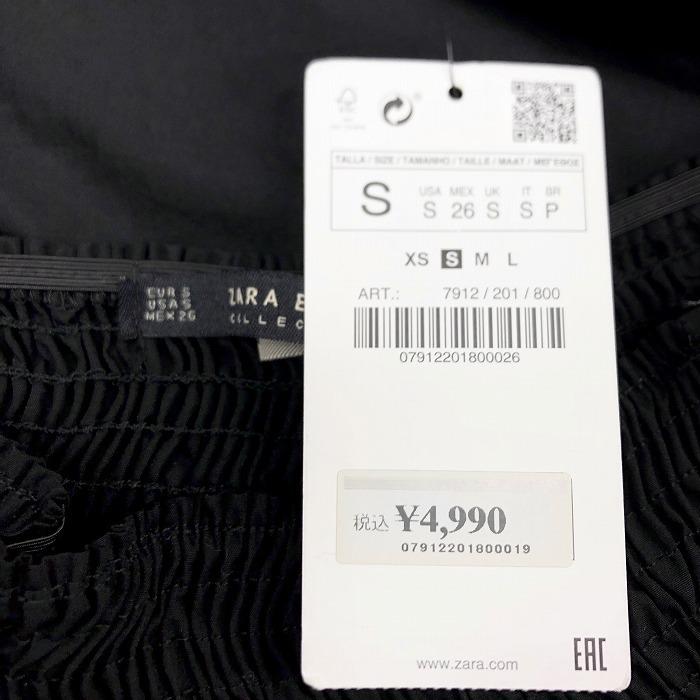 TALLA / SIZE / TAMANHO / TAILLE / MAAT / ΜΕΓΕΘΟΣ
S
USA MEX UK IT BR
S 26 S S P
XS S M L
ART.: 7912 / 201 / 800
07912201800026
税込 ¥4,990
07912201800019
www.zara.com
EAC
EUR S
USA S
MEX 26
ZARA